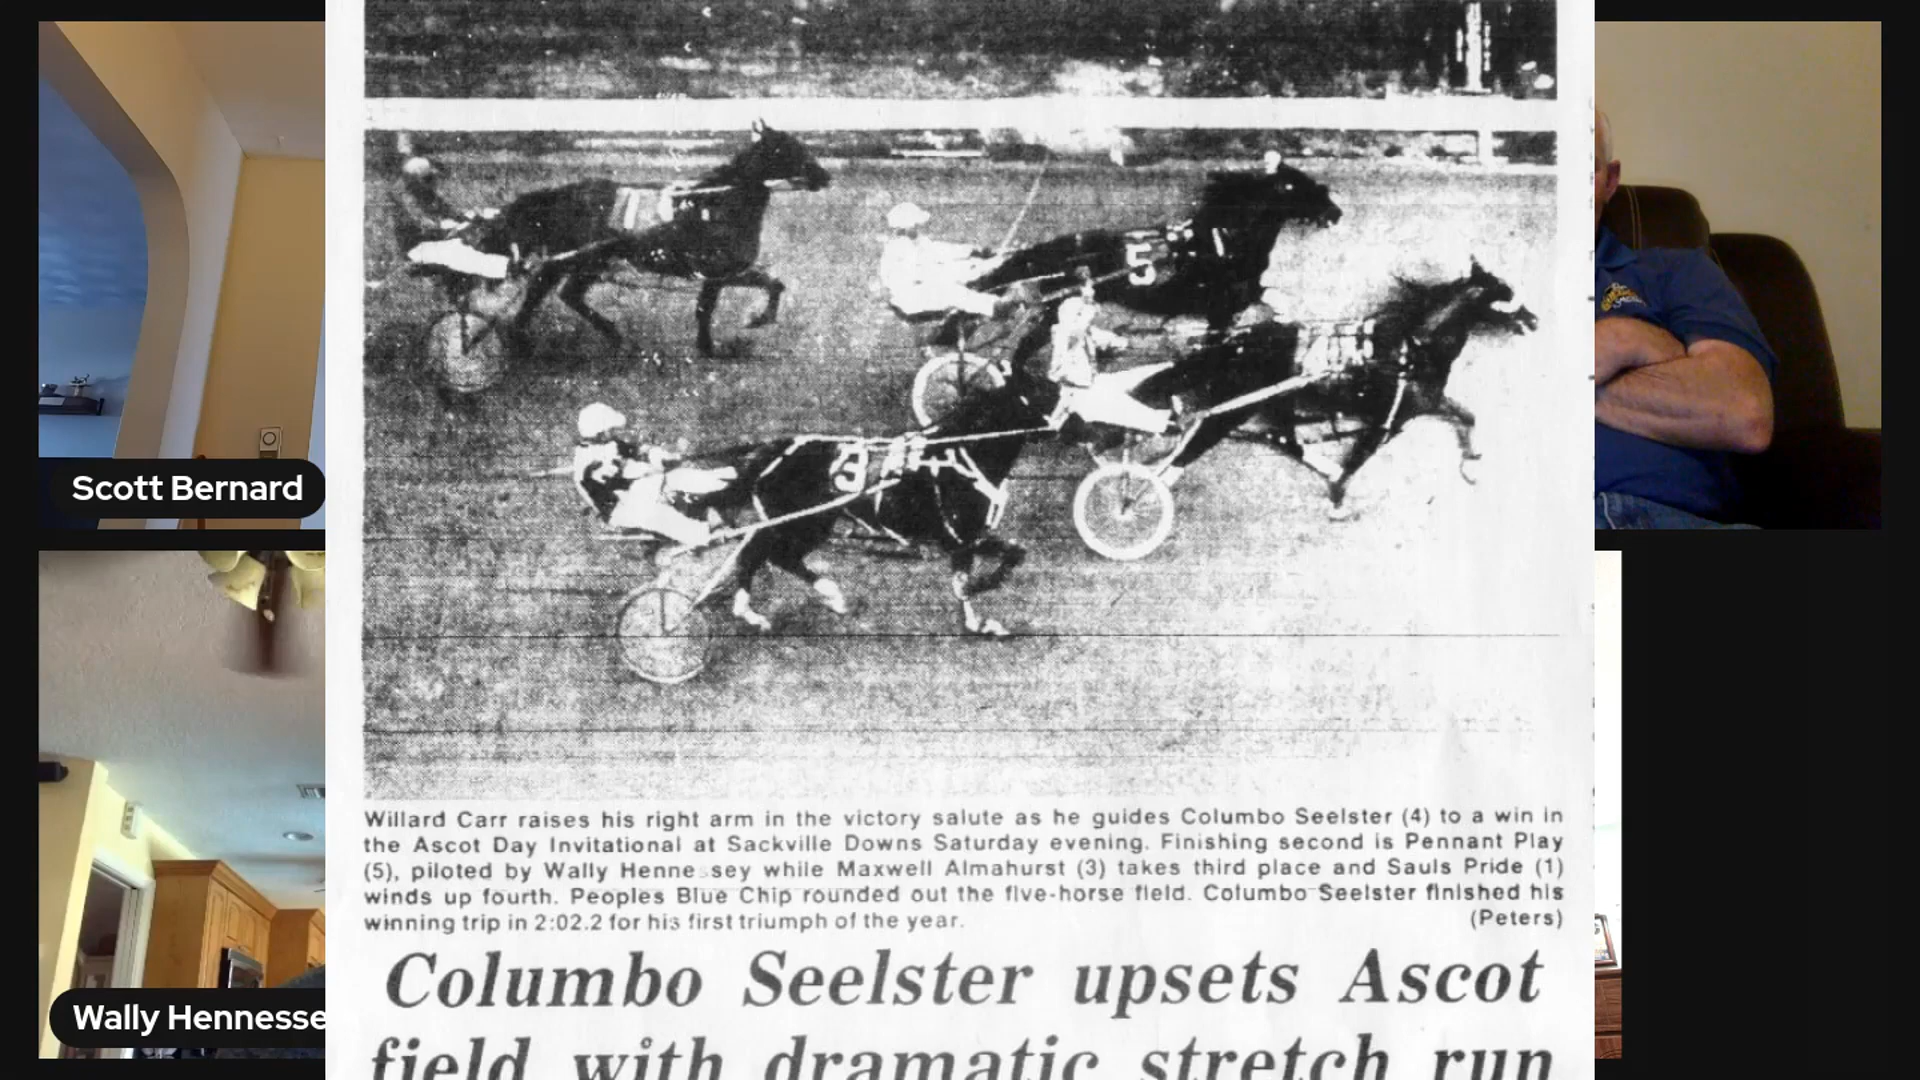 1
5
3
Scott Bernard
Willard Carr raises his right arm in the victory salute as he guides Columbo Seelster (4) to a win in
the Ascot Day Invitational at Sackville Downs Saturday evening. Finishing second is Pennant Play
(5), piloted by Wally Hennessey while Maxwell Almahurst (3) takes third place and Sauls Pride (1)
winds up fourth. Peoples Blue Chip rounded out the five-horse field. Columbo Seelster finished his
winning trip in 2:02.2 for his first triumph of the year. (Peters)
Columbo Seelster upsets Ascot
field with dramatic stretch run
Wally Hennesse